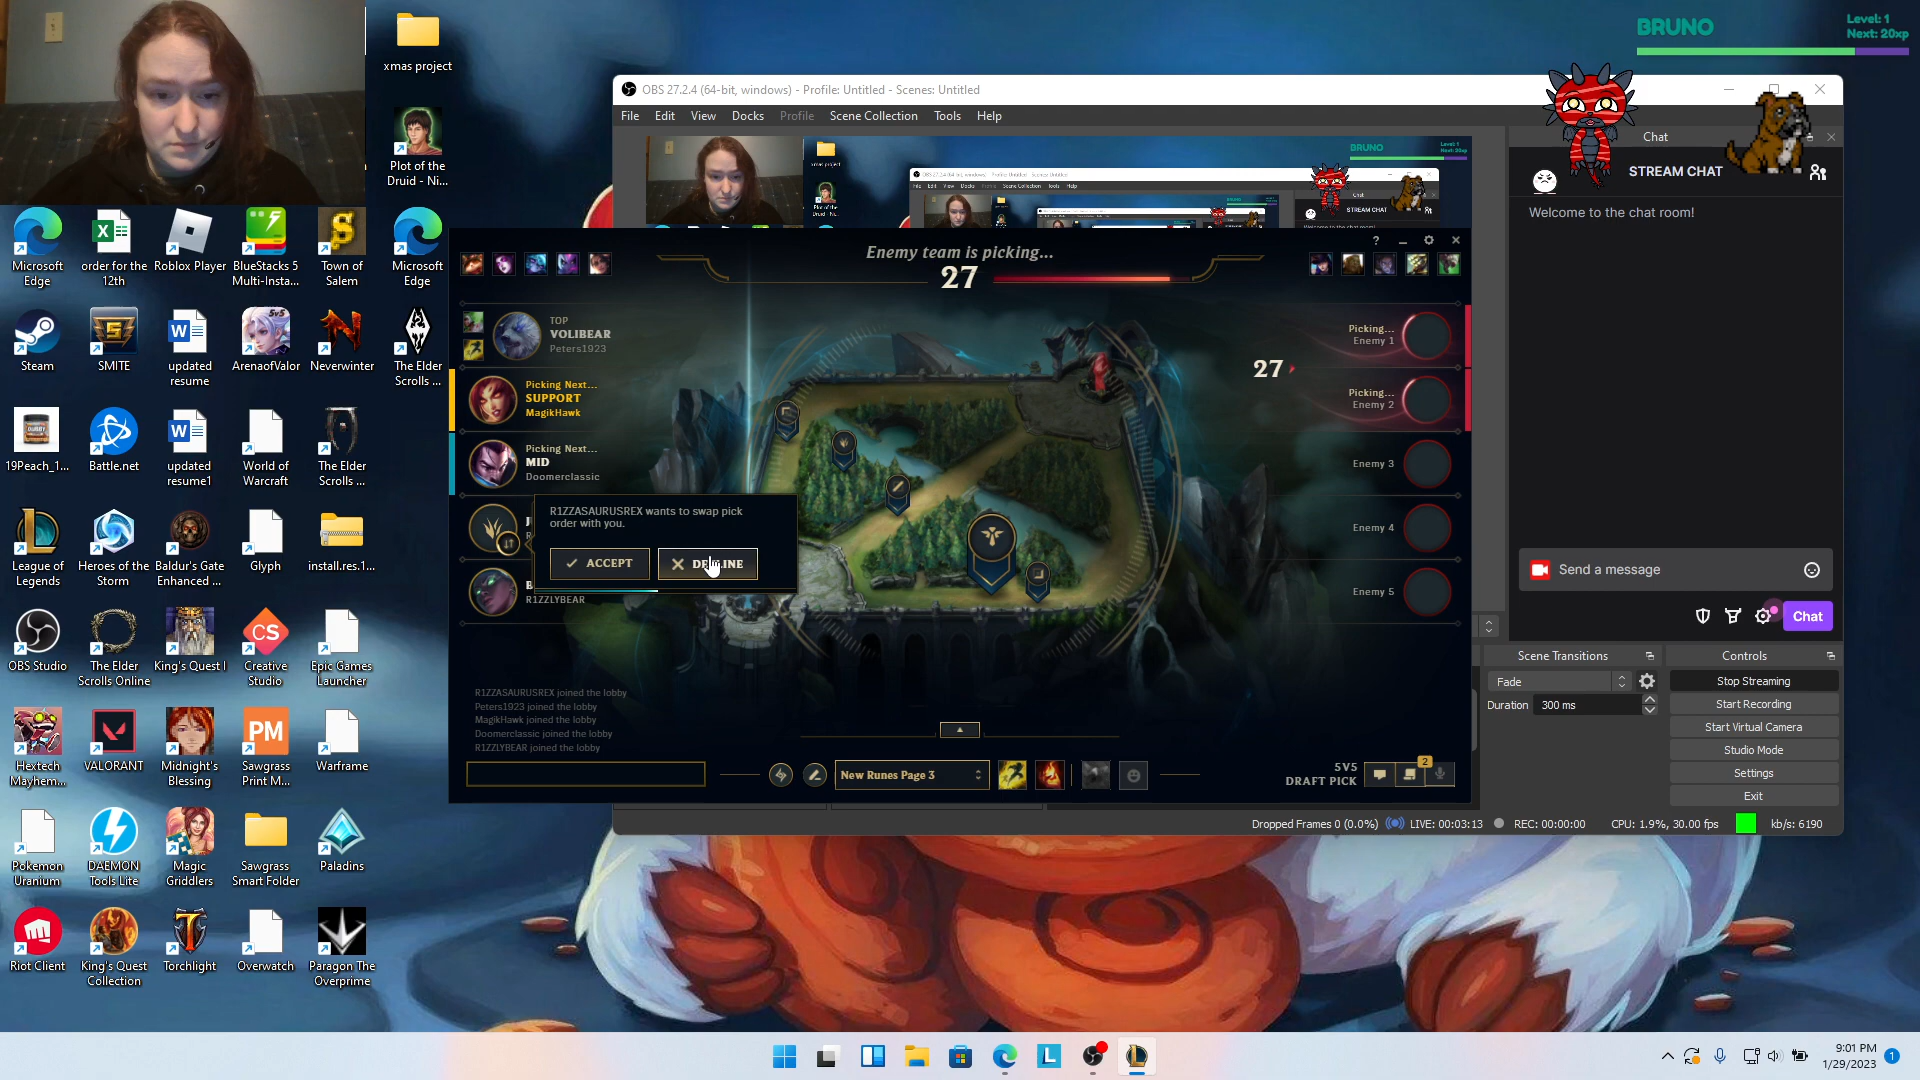 xmas project
Plot of the
Druid - Ni...
Microsoft
Edge
order for the
12th
Roblox Player
BlueStacks 5
Multi-Insta...
Town of
Salem
Microsoft
Edge
Steam
SMITE
updated
resume
ArenaofValor
Neverwinter
The Elder
Scrolls ...
19Peach_1...
Battle.net
updated
resume1
World of
Warcraft
The Elder
Scrolls ...
League of
Legends
Heroes of the
Storm
Baldur's Gate
Enhanced ...
Glyph
install.res.1...
OBS Studio
The Elder
Scrolls Online
King's Quest I
Creative
Studio
Epic Games
Launcher
Hextech
Mayhem...
VALORANT
Midnight's
Blessing
Sawgrass
Print M...
Warframe
Pokemon
Uranium
DAEMON
Tools Lite
Magic
Griddlers
Sawgrass
Smart Folder
Paladins
Riot Client
King's Quest
Collection
Torchlight
Overwatch
Paragon The
Overprime
BRUNO
Level: 1
Next: 20xp
OBS 27.2.4 (64-bit, windows) - Profile: Untitled - Scenes: Untitled
File Edit View Docks Profile Scene Collection Tools Help
Chat
STREAM CHAT
Welcome to the chat room!
Send a message
Chat
Enemy team is picking...
27
TOP
VOLIBEAR
Peters1923
Picking Next...
SUPPORT
MagikHawk
Picking Next...
MID
Doomerclassic
R1ZZASAURUSREX wants to swap pick
order with you.
ACCEPT
R1ZZLYBEAR
27
Picking...
Enemy 1
Picking...
Enemy 2
Enemy 3
Enemy 4
Enemy 5
R1ZZASAURUSREX joined the lobby
Peters1923 joined the lobby
MagikHawk joined the lobby
Doomerclassic joined the lobby
R1ZZLYBEAR joined the lobby
New Runes Page 3
5V5
DRAFT PICK
2
Scene Transitions
Fade
Duration 300 ms
Controls
Stop Streaming
Start Recording
Start Virtual Camera
Studio Mode
Settings
Exit
Dropped Frames 0 (0.0%) LIVE: 00:03:13 REC: 00:00:00 CPU: 1.9%, 30.00 fps kb/s: 6190
9:01 PM
1/29/2023
1